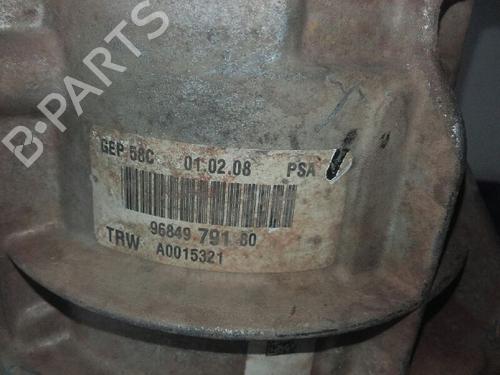 B-PARTS
GEP 58C 01.02.08 PSA
96849 791 80
TRW A0015321